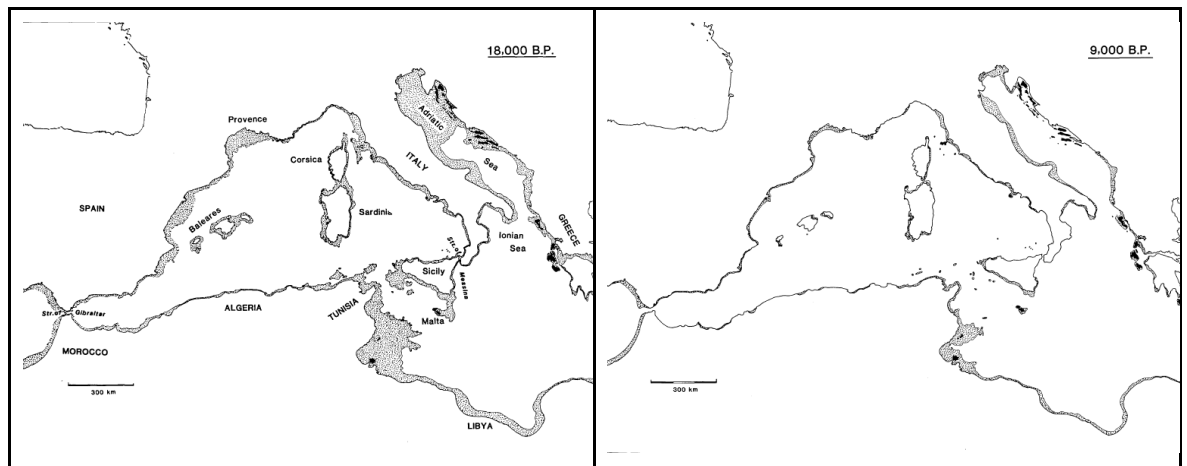 18,000 B.P.
Provence
Adriatic
Corsica
ITALY
Sea
SPAIN
Baleares
Sardinia
GREECE
Ionian
Sea
Str. of
Messina
Sicily
Str. of Gibraltar
ALGERIA
TUNISIA
Malta
MOROCCO
300 km
LIBYA
9,000 B.P.
300 km